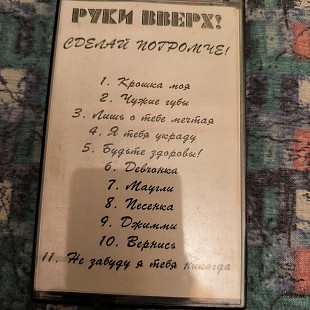 РУКИ ВВЕРХ!
СДЕЛАЙ ПОГРОМЧЕ!
1. Крошка моя
2. Чужие губы
3. Лишь о тебе мечтая
4. Я тебя украду
5. Будьте здоровы!
6. Девчонка
7. Маугли
8. Песенка
9. Джимми
10. Вернись
11. Не забуду я тебя никогда